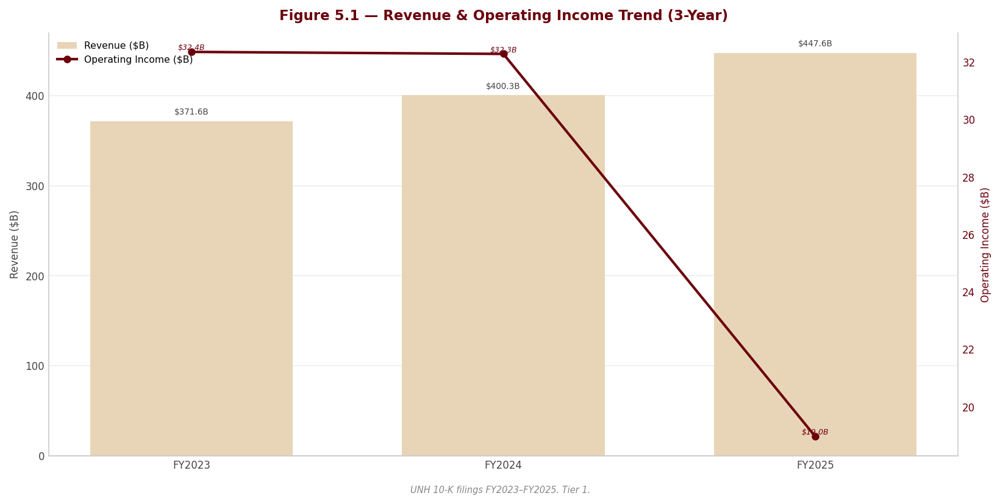 Figure 5.1 — Revenue & Operating Income Trend (3-Year)
Revenue ($B)
Operating Income ($B)
$32.4B
$32.3B
$447.6B
$400.3B
$371.6B
$19.0B
400
300
200
100
0
Revenue ($B)
32
30
28
26
24
22
20
Operating Income ($B)
FY2023
FY2024
FY2025
UNH 10-K filings FY2023–FY2025. Tier 1.